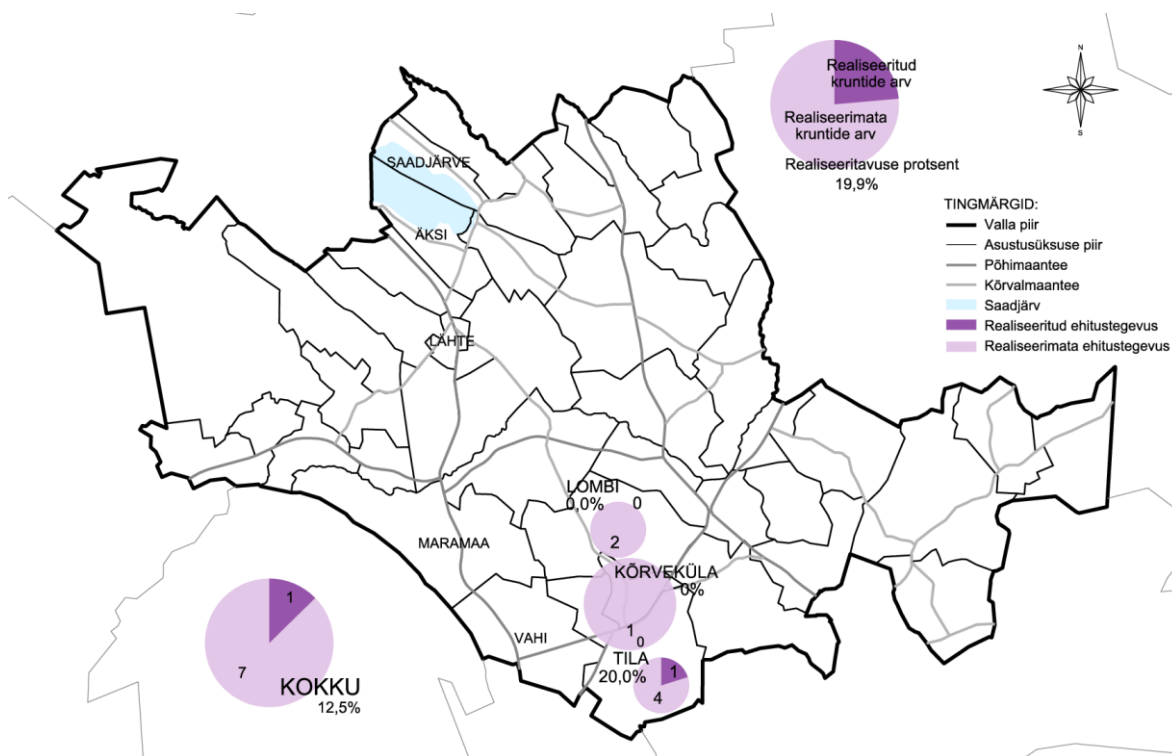 N
S
Realiseeritud
kruntide arv
Realiseerimata
kruntide arv
Realiseeritavuse protsent
19,9%
TINGMÄRGID:
Valla piir
Asustusüksuse piir
Põhimaantee
Kõrvalmaantee
Saadjärv
Realiseeritud ehitustegevus
Realiseerimata ehitustegevus
SAADJÄRVE
ÄKSI
LÄHTE
LOMBI
0,0%
0
2
MARAMAA
KÕRVEKÜLA
0%
1
0
VAHI
TILA
20,0%
1
4
1
7
KOKKU
12,5%